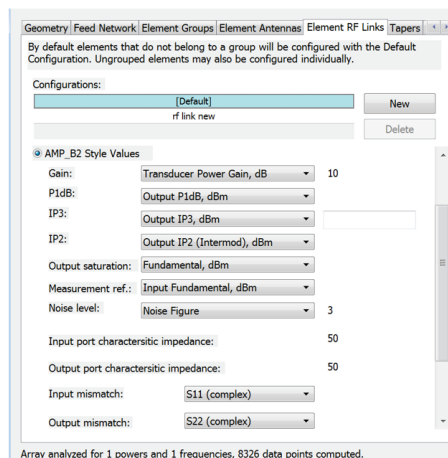 Geometry Feed Network Element Groups Element Antennas Element RF Links Tapers
By default elements that do not belong to a group will be configured with the Default
Configuration. Ungrouped elements may also be configured individually.
Configurations:
[Default]
New
rf link new
Delete
AMP_B2 Style Values
Gain: Transducer Power Gain, dB 10
P1dB: Output P1dB, dBm
IP3: Output IP3, dBm
IP2: Output IP2 (Intermod), dBm
Output saturation: Fundamental, dBm
Measurement ref.: Input Fundamental, dBm
Noise level: Noise Figure 3
Input port charactersitic impedance: 50
Output port charactersitic impedance: 50
Input mismatch: S11 (complex)
Output mismatch: S22 (complex)
Array analyzed for 1 powers and 1 frequencies, 8326 data points computed.